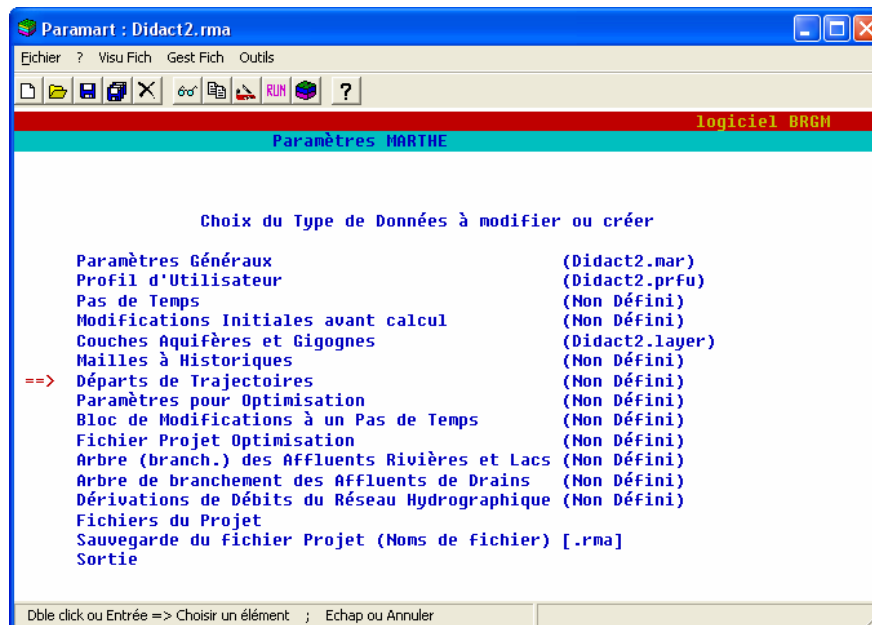 Paramart : Didact2.rma
Fichier ? Visu Fich Gest Fich Outils
RUN ?
logiciel BRGM
Paramètres MARTHE
Choix du Type de Données à modifier ou créer
Paramètres Généraux (Didact2.mar)
Profil d'Utilisateur (Didact2.prfu)
Pas de Temps (Non Défini)
Modifications Initiales avant calcul (Non Défini)
Couches Aquifères et Gigognes (Didact2.layer)
Mailles à Historiques (Non Défini)
==> Départs de Trajectoires (Non Défini)
Paramètres pour Optimisation (Non Défini)
Bloc de Modifications à un Pas de Temps (Non Défini)
Fichier Projet Optimisation (Non Défini)
Arbre (branch.) des Affluents Rivières et Lacs (Non Défini)
Arbre de branchement des Affluents de Drains (Non Défini)
Dérivations de Débits du Réseau Hydrographique (Non Défini)
Fichiers du Projet
Sauvegarde du fichier Projet (Noms de fichier) [.rma]
Sortie
Dble click ou Entrée => Choisir un élément ; Echap ou Annuler